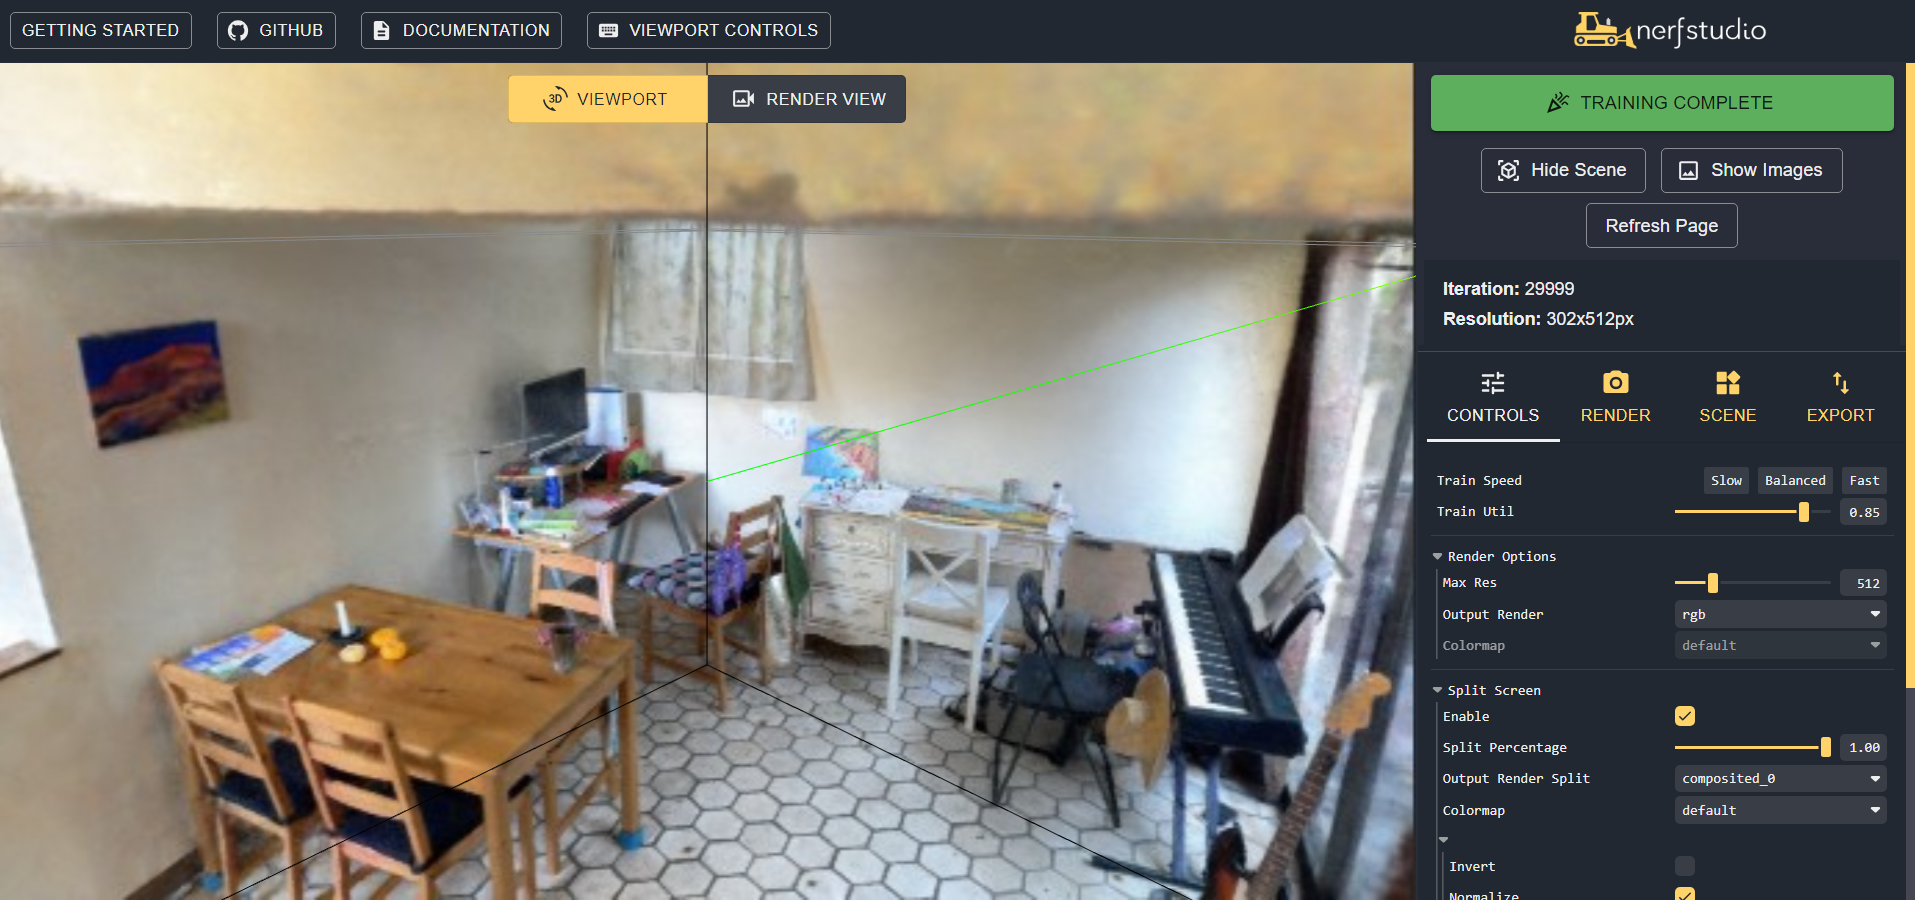 GETTING STARTED
GITHUB
DOCUMENTATION
VIEWPORT CONTROLS
nerfstudio
3D VIEWPORT
RENDER VIEW
TRAINING COMPLETE
Hide Scene
Show Images
Refresh Page
Iteration: 29999
Resolution: 302x512px
CONTROLS
RENDER
SCENE
EXPORT
Train Speed Slow Balanced Fast
Train Util 0.85
Render Options
Max Res 512
Output Render rgb
Colormap default
Split Screen
Enable
Split Percentage 1.00
Output Render Split composited_0
Colormap default
Invert
Normalize